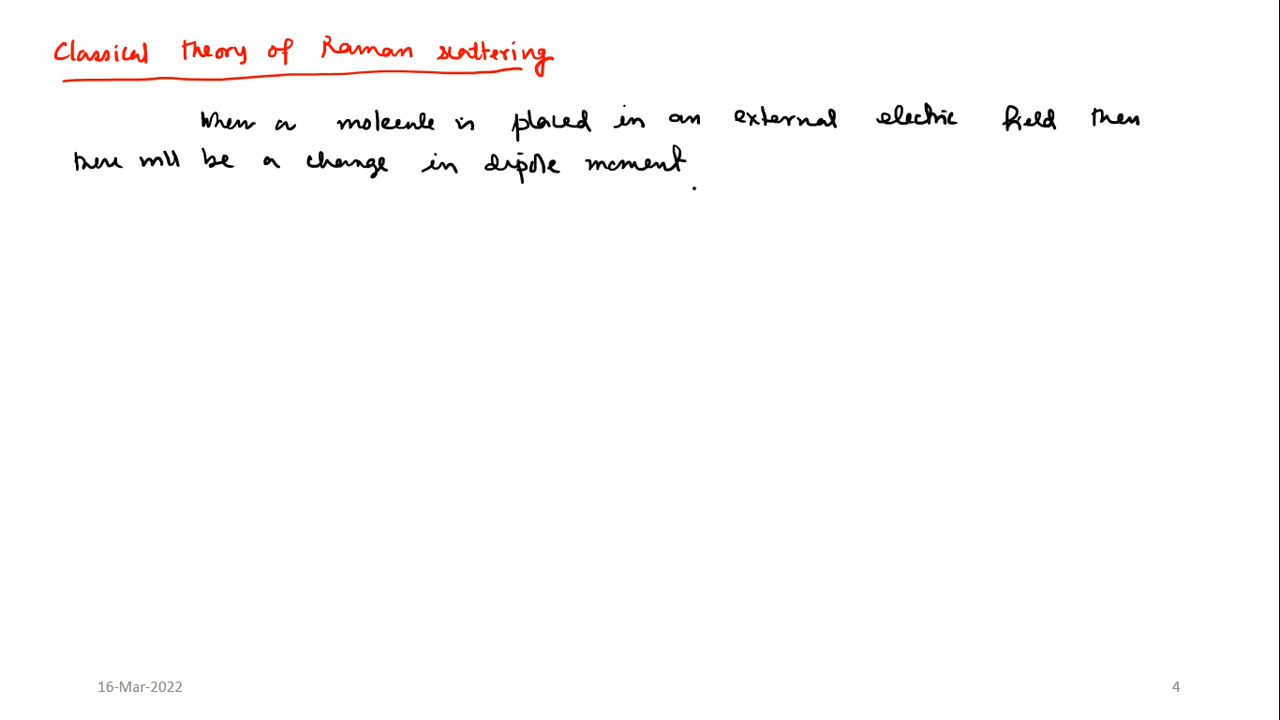 Classical theory of Raman scattering
When a molecule is placed in an external electric field then
there will be a change in dipole moment.
16-Mar-2022
4